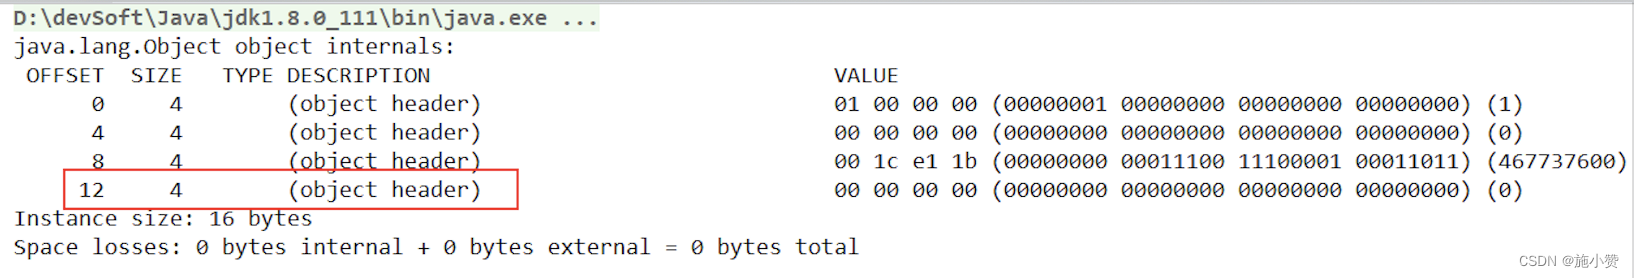 D:\devSoft\Java\jdk1.8.0_111\bin\java.exe ...
java.lang.Object object internals:
OFFSET SIZE TYPE DESCRIPTION VALUE
0 4 (object header) 01 00 00 00 (00000001 00000000 00000000 00000000) (1)
4 4 (object header) 00 00 00 00 (00000000 00000000 00000000 00000000) (0)
8 4 (object header) 00 1c e1 1b (00000000 00011100 11100001 00011011) (467737600)
12 4 (object header) 00 00 00 00 (00000000 00000000 00000000 00000000) (0)
Instance size: 16 bytes
Space losses: 0 bytes internal + 0 bytes external = 0 bytes total
CSDN @施小赞